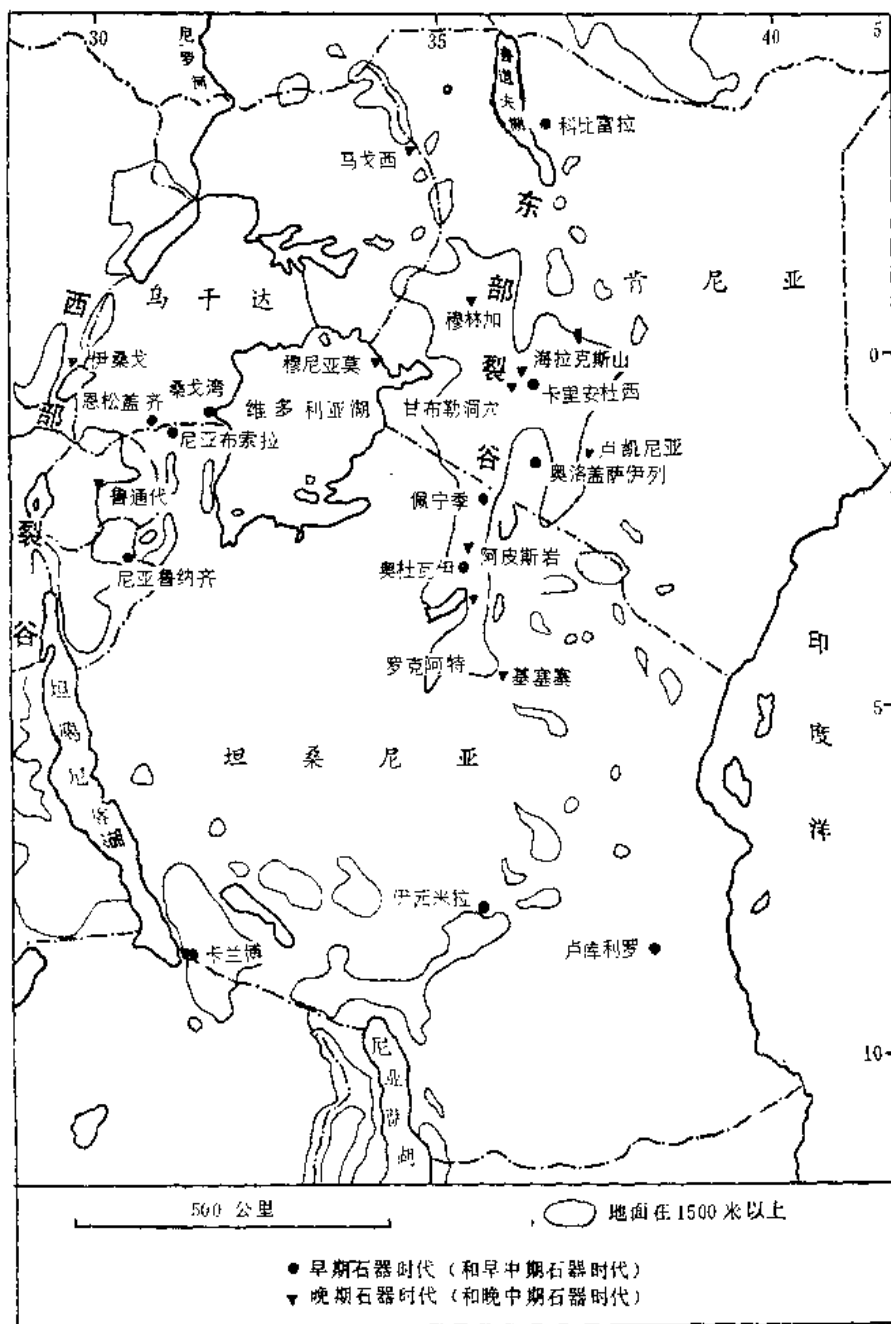 30
35
40
5
尼罗河
鲁道夫湖
科比富拉
马戈西
东部裂谷
肯尼亚
乌干达
穆林加
西部裂谷
0
伊桑戈
穆尼亚莫
海拉克斯山
恩松盖齐
桑戈湾
维多利亚湖
甘布勒洞穴
卡里安杜西
尼亚布索拉
卢凯尼亚
奥洛盖萨伊列
鲁通代
佩宁季
阿皮斯岩
奥杜瓦伊
尼亚鲁纳齐
罗克阿特
基塞塞
印度洋
5
坦噶尼喀湖
坦桑尼亚
伊西米拉
卡兰博
卢库利罗
10
尼亚萨湖
500 公里
地面在1500米以上
早期石器时代(和早中期石器时代)
晚期石器时代(和晚中期石器时代)